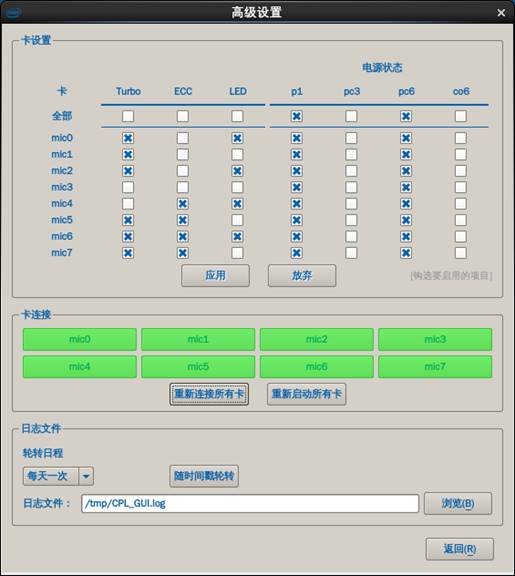 高级设置
卡设置
电源状态
卡 Turbo ECC LED p1 pc3 pc6 co6
全部
mic0
mic1
mic2
mic3
mic4
mic5
mic6
mic7
应用 放弃 [钩选要启用的项目]
卡连接
mic0 mic1 mic2 mic3
mic4 mic5 mic6 mic7
重新连接所有卡 重新启动所有卡
日志文件
轮转日程
每天一次 随时间戳轮转
日志文件： /tmp/CPL_GUI.log 浏览(B)
返回(R)